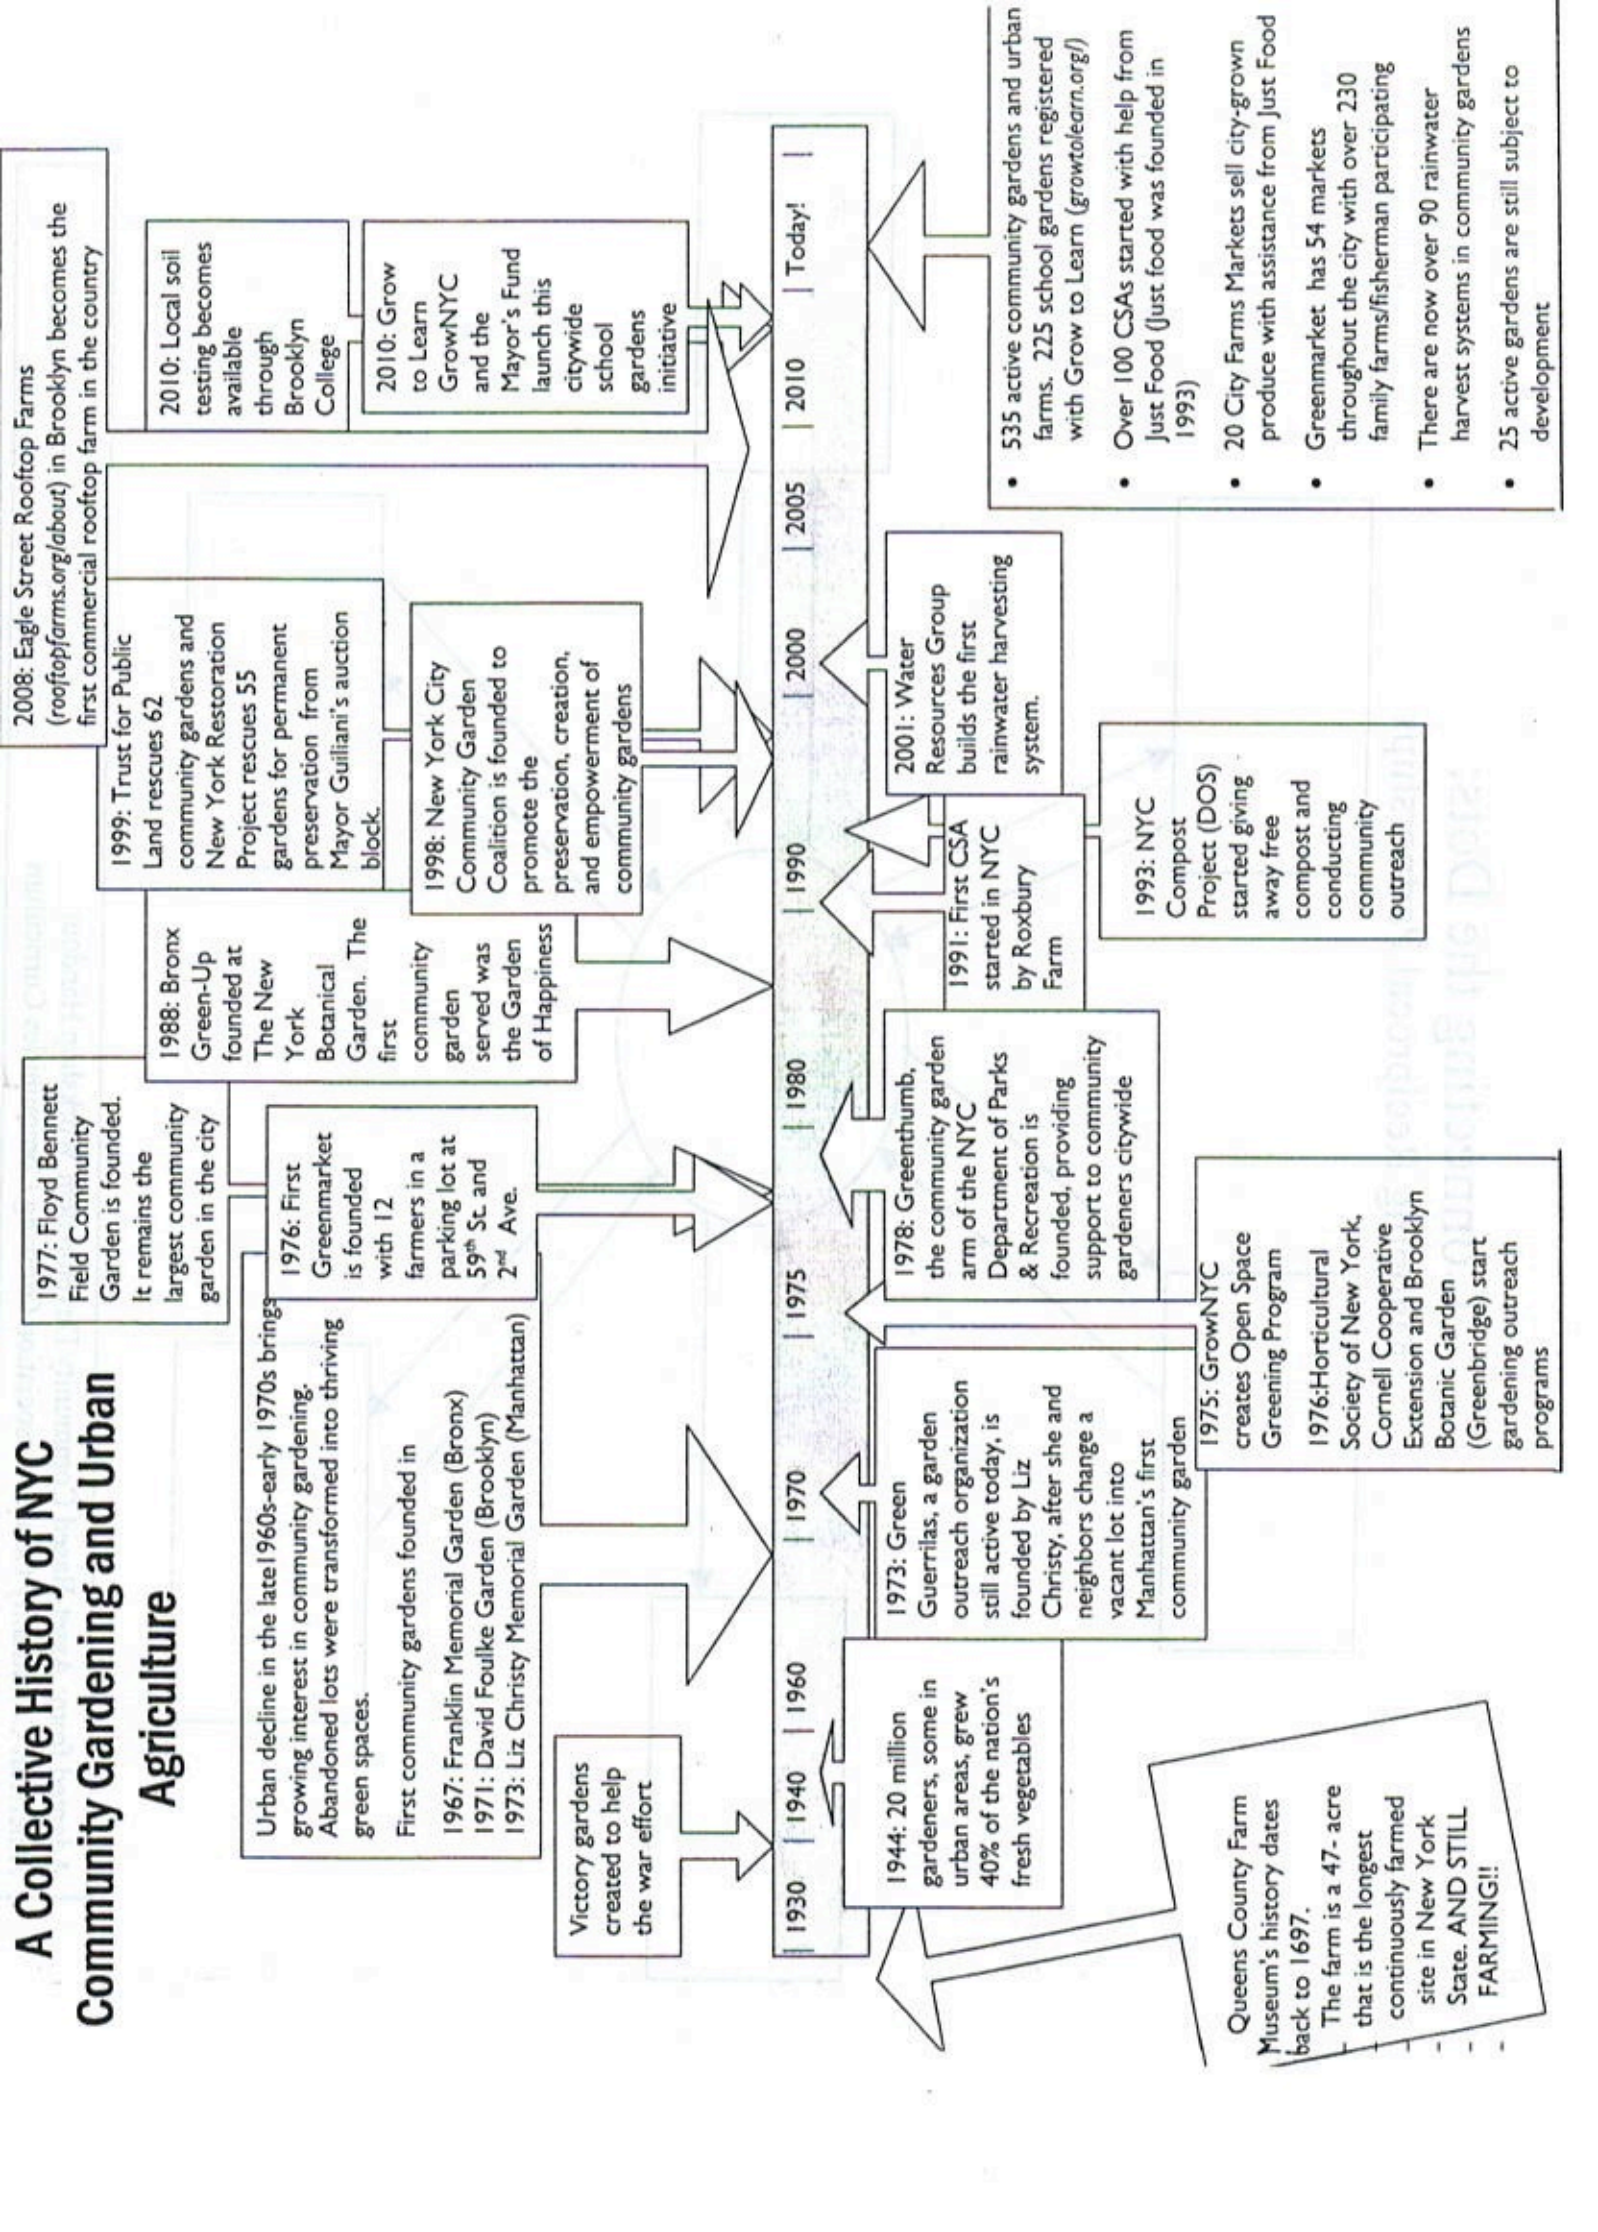 A Collective History of NYC
Community Gardening and Urban
Agriculture
1977: Floyd Bennett
Field Community
Garden is founded.
It remains the
largest community
garden in the city
2008: Eagle Street Rooftop Farms
(rooftopfarms.org/about) in Brooklyn becomes the
first commercial rooftop farm in the country
Urban decline in the late1960s-early 1970s brings
growing interest in community gardening.
Abandoned lots were transformed into thriving
green spaces.
First community gardens founded in
1967: Franklin Memorial Garden (Bronx)
1971: David Foulke Garden (Brooklyn)
1973: Liz Christy Memorial Garden (Manhattan)
1976: First
Greenmarket
is founded
with 12
farmers in a
parking lot at
59th St. and
2nd Ave.
1988: Bronx
Green-Up
founded at
The New
York
Botanical
Garden. The
first
community
garden
served was
the Garden
of Happiness
1999: Trust for Public
Land rescues 62
community gardens and
New York Restoration
Project rescues 55
gardens for permanent
preservation from
Mayor Guiliani's auction
block.
1998: New York City
Community Garden
Coalition is founded to
promote the
preservation, creation,
and empowerment of
community gardens
2010: Local soil
testing becomes
available
through
Brooklyn
College
2010: Grow
to Learn
GrowNYC
and the
Mayor's Fund
launch this
citywide
school
gardens
initiative
Victory gardens
created to help
the war effort
| 1930 | 1940 | 1960 | 1970 | 1975 | 1980 | 1990 | 2000 | 2005 | 2010 | Today! |
1944: 20 million
gardeners, some in
urban areas, grew
40% of the nation's
fresh vegetables
1973: Green
Guerrilas, a garden
outreach organization
still active today, is
founded by Liz
Christy, after she and
neighbors change a
vacant lot into
Manhattan's first
community garden
1978: Greenthumb,
the community garden
arm of the NYC
Department of Parks
& Recreation is
founded, providing
support to community
gardeners citywide
1991: First CSA
started in NYC
by Roxbury
Farm
2001: Water
Resources Group
builds the first
rainwater harvesting
system.
1993: NYC
Compost
Project (DOS)
started giving
away free
compost and
conducting
community
outreach
1975: GrowNYC
creates Open Space
Greening Program
1976:Horticultural
Society of New York,
Cornell Cooperative
Extension and Brooklyn
Botanic Garden
(Greenbridge) start
gardening outreach
programs
Queens County Farm
Museum's history dates
back to 1697.
- The farm is a 47- acre
- that is the longest
- continuously farmed
- site in New York
- State. AND STILL
- FARMING!!
• 535 active community gardens and urban
farms. 225 school gardens registered
with Grow to Learn (growtolearn.org/)
• Over 100 CSAs started with help from
Just Food (Just food was founded in
1993)
• 20 City Farms Markets sell city-grown
produce with assistance from Just Food
• Greenmarket has 54 markets
throughout the city with over 230
family farms/fisherman participating
• There are now over 90 rainwater
harvest systems in community gardens
• 25 active gardens are still subject to
development